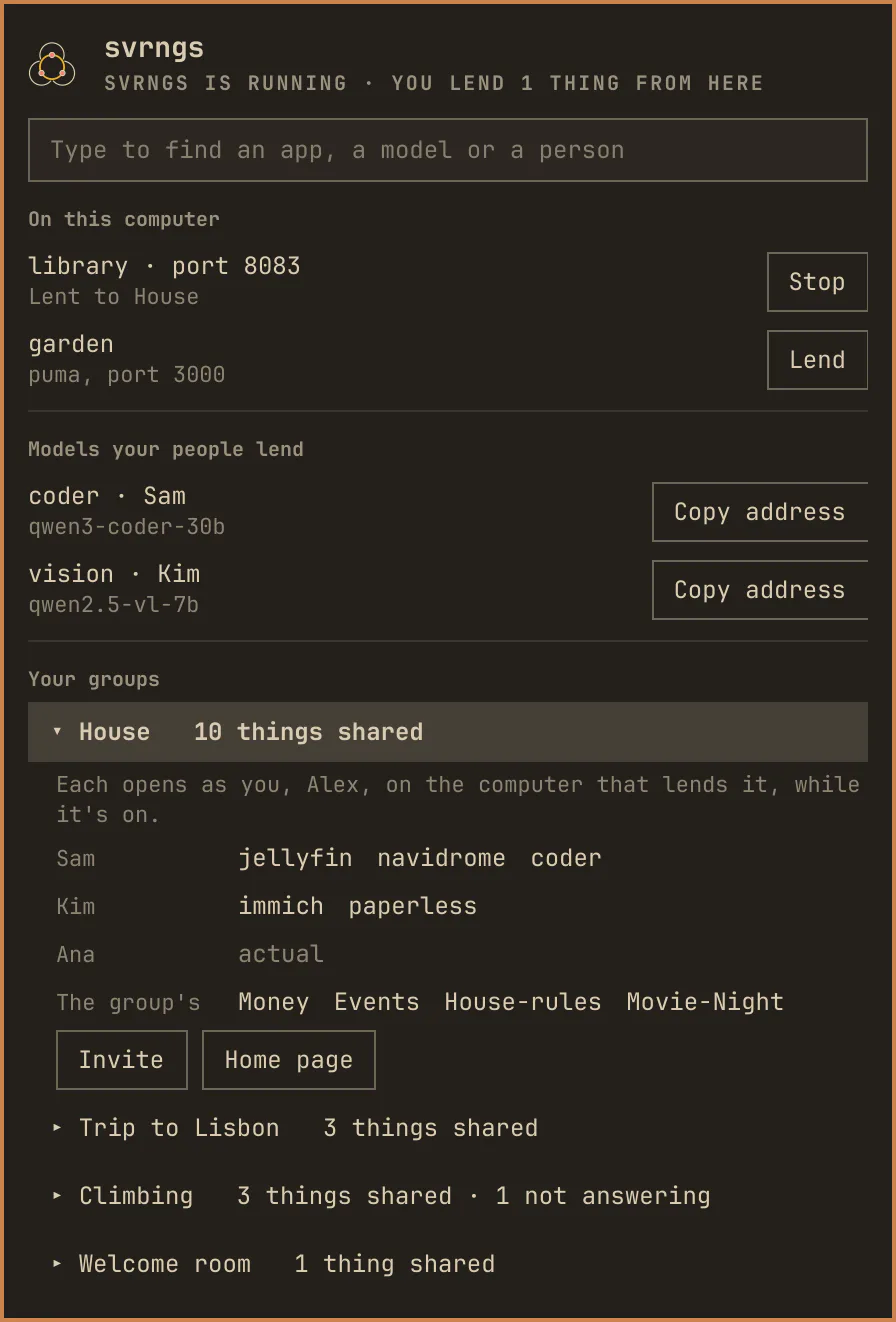 svrngs
SVRNGS IS RUNNING · YOU LEND 1 THING FROM HERE
Type to find an app, a model or a person
On this computer
library · port 8083
Lent to House
Stop
garden
puma, port 3000
Lend
Models your people lend
coder · Sam
qwen3-coder-30b
Copy address
vision · Kim
qwen2.5-vl-7b
Copy address
Your groups
▾ House 10 things shared
Each opens as you, Alex, on the computer that lends it, while
it's on.
Sam jellyfin navidrome coder
Kim immich paperless
Ana actual
The group's Money Events House-rules Movie-Night
Invite Home page
▸ Trip to Lisbon 3 things shared
▸ Climbing 3 things shared · 1 not answering
▸ Welcome room 1 thing shared